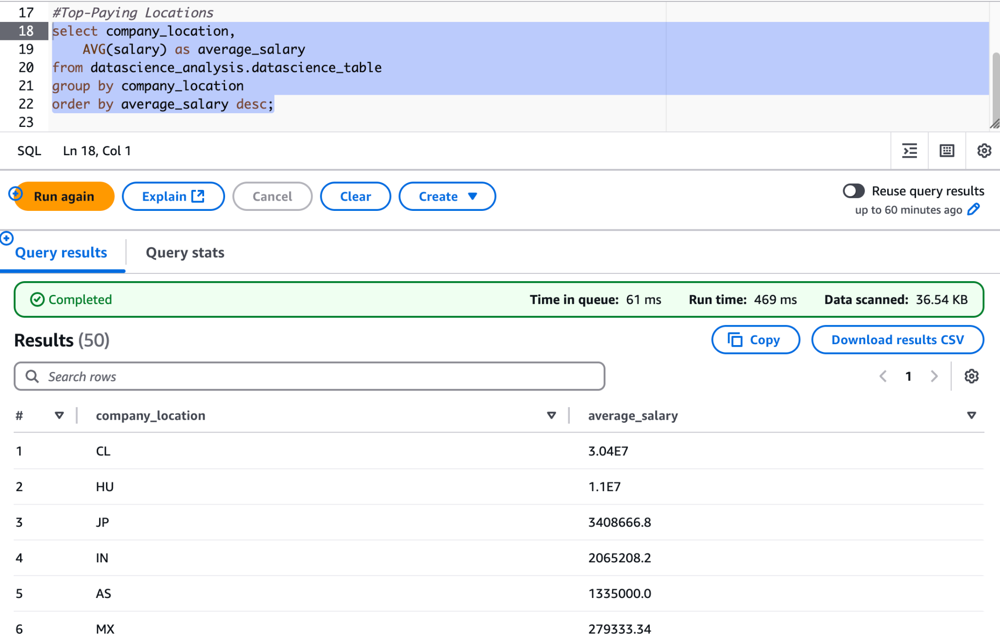 17 #Top-Paying Locations
18 select company_location,
19     AVG(salary) as average_salary
20 from datascience_analysis.datascience_table
21 group by company_location
22 order by average_salary desc;
23
SQL Ln 18, Col 1
Run again Explain Cancel Clear Create Reuse query results
up to 60 minutes ago
Query results Query stats
Completed Time in queue: 61 ms Run time: 469 ms Data scanned: 36.54 KB
Results (50) Copy Download results CSV
Search rows 1
# company_location average_salary
1 CL 3.04E7
2 HU 1.1E7
3 JP 3408666.8
4 IN 2065208.2
5 AS 1335000.0
6 MX 279333.34